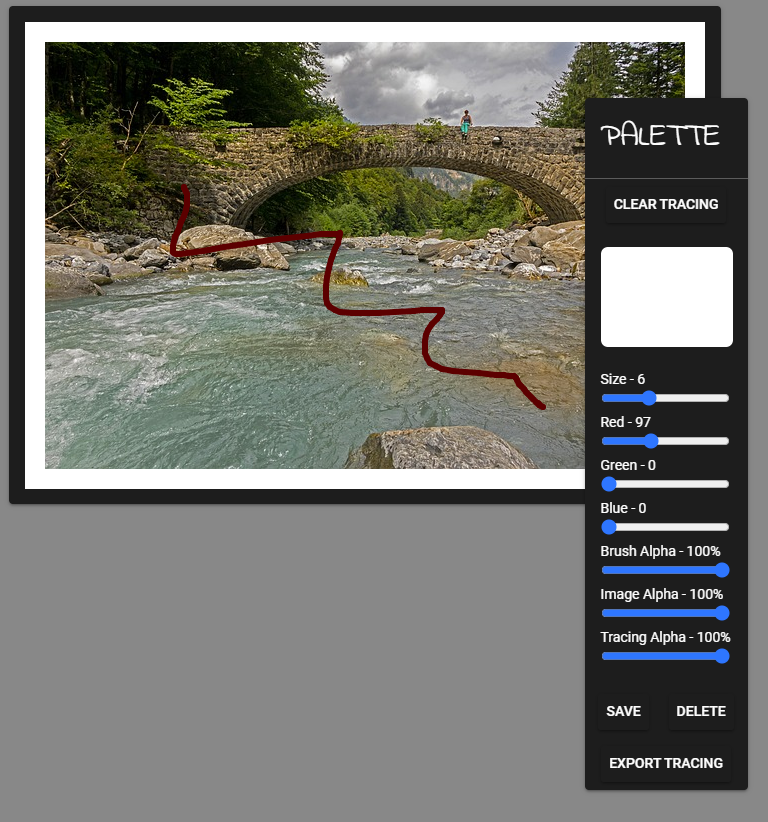 PALETTE
CLEAR TRACING
Size - 6
Red - 97
Green - 0
Blue - 0
Brush Alpha - 100%
Image Alpha - 100%
Tracing Alpha - 100%
SAVE DELETE
EXPORT TRACING